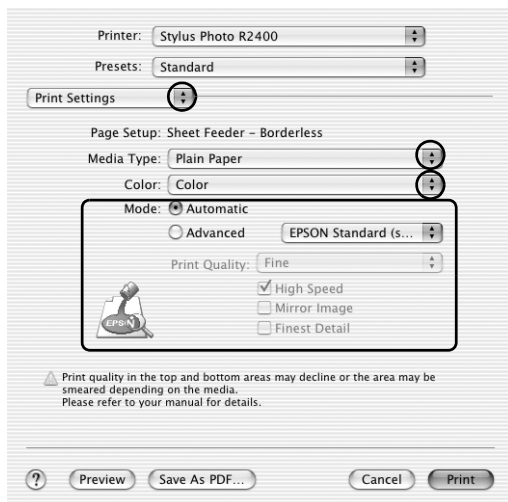 Printer: Stylus Photo R2400
Presets: Standard
Print Settings
Page Setup: Sheet Feeder – Borderless
Media Type: Plain Paper
Color: Color
Mode: Automatic
Advanced EPSON Standard (s...
Print Quality: Fine
High Speed
Mirror Image
Finest Detail
EPSON
Print quality in the top and bottom areas may decline or the area may be
smeared depending on the media.
Please refer to your manual for details.
? Preview Save As PDF... Cancel Print